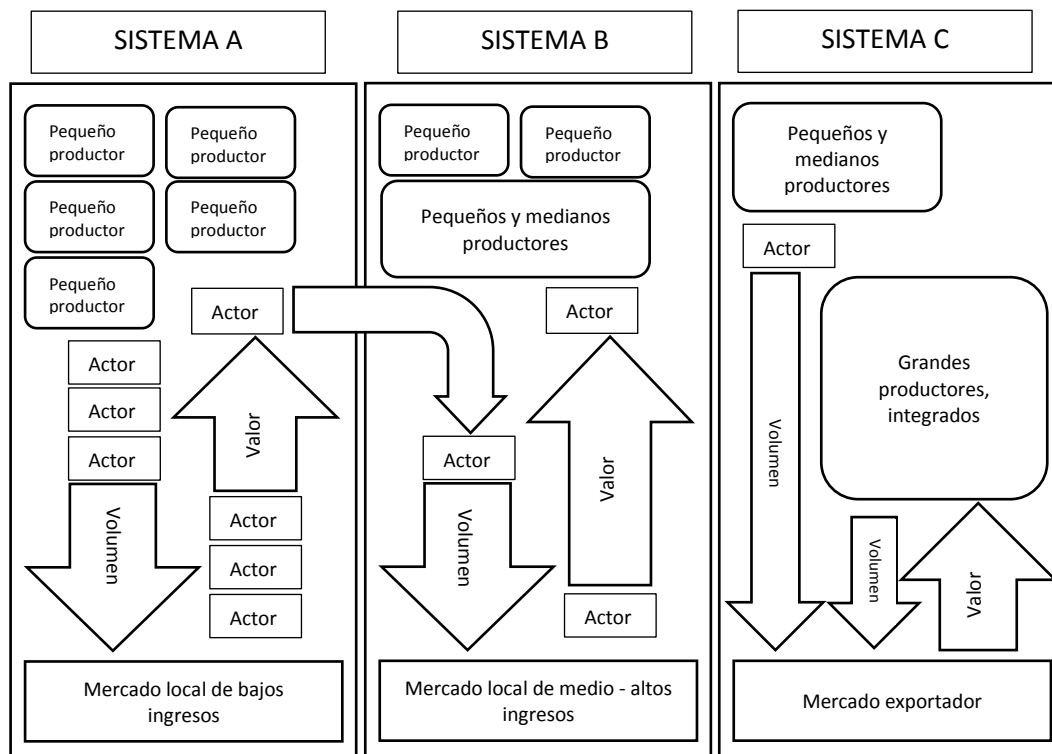 SISTEMA A
Pequeño
productor
Pequeño
productor
Pequeño
productor
Pequeño
productor
Pequeño
productor
Actor
Actor
Actor
Actor
Valor
Volumen
Actor
Actor
Actor
Mercado local de bajos
ingresos
SISTEMA B
Pequeño
productor
Pequeño
productor
Pequeños y medianos
productores
Actor
Actor
Valor
Volumen
Actor
Mercado local de medio - altos
ingresos
SISTEMA C
Pequeños y
medianos
productores
Actor
Grandes
productores,
integrados
Volumen
Volumen
Valor
Mercado exportador